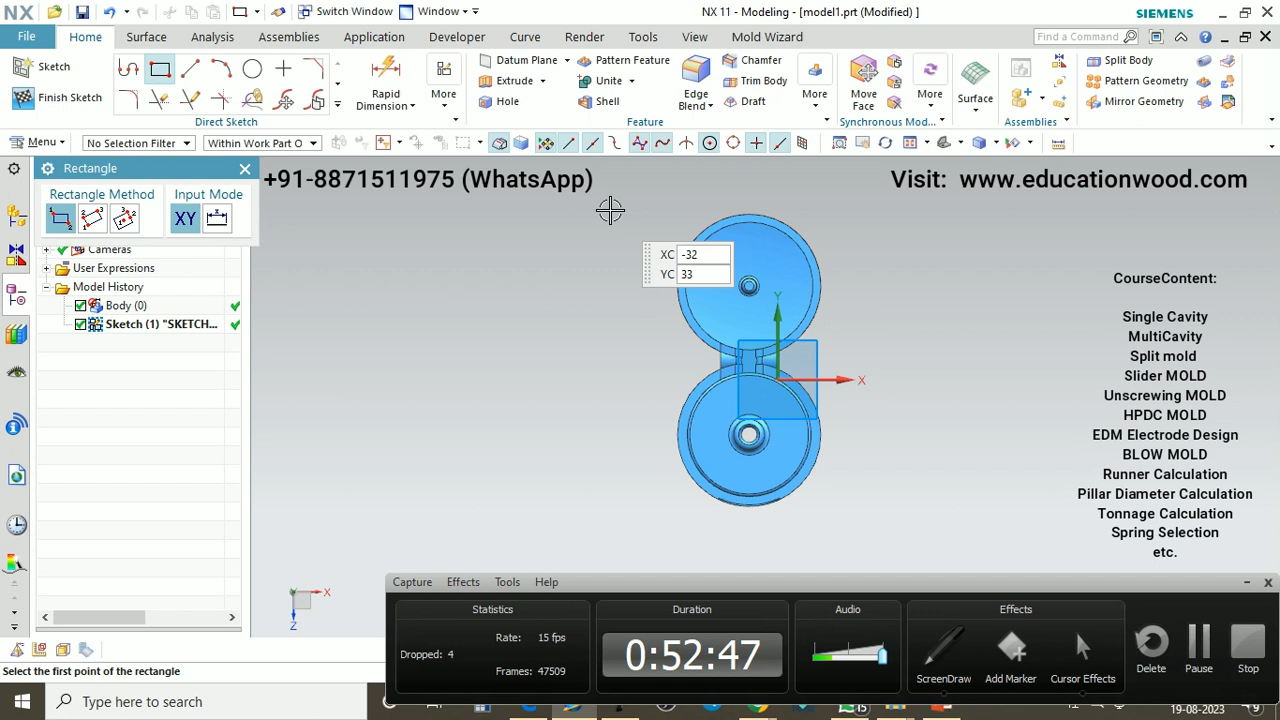 NX
Switch Window
Window
NX 11 - Modeling - [model1.prt (Modified) ]
SIEMENS
File
Home
Surface
Analysis
Assemblies
Application
Developer
Curve
Render
Tools
View
Mold Wizard
Find a Command
Sketch
Finish Sketch
Direct Sketch
Rapid Dimension
More
Datum Plane
Extrude
Hole
Pattern Feature
Unite
Shell
Edge Blend
Chamfer
Trim Body
Draft
More
Feature
Move Face
More
Synchronous Mod...
Surface
Assemblies
Split Body
Pattern Geometry
Mirror Geometry
Menu
No Selection Filter
Within Work Part O
Rectangle
Rectangle Method
Input Mode
XY
Cameras
User Expressions
Model History
Body (0)
Sketch (1) "SKETCH...
+91-8871511975 (WhatsApp)
Visit: www.educationwood.com
XC -32
YC 33
Y
X
X
Z
CourseContent:
Single Cavity
MultiCavity
Split mold
Slider MOLD
Unscrewing MOLD
HPDC MOLD
EDM Electrode Design
BLOW MOLD
Runner Calculation
Pillar Diameter Calculation
Tonnage Calculation
Spring Selection
etc.
Capture
Effects
Tools
Help
Statistics
Rate: 15 fps
Dropped: 4
Frames: 47509
Duration
0:52:47
Audio
Effects
ScreenDraw
Add Marker
Cursor Effects
Delete
Pause
Stop
Select the first point of the rectangle
Type here to search
19-08-2023